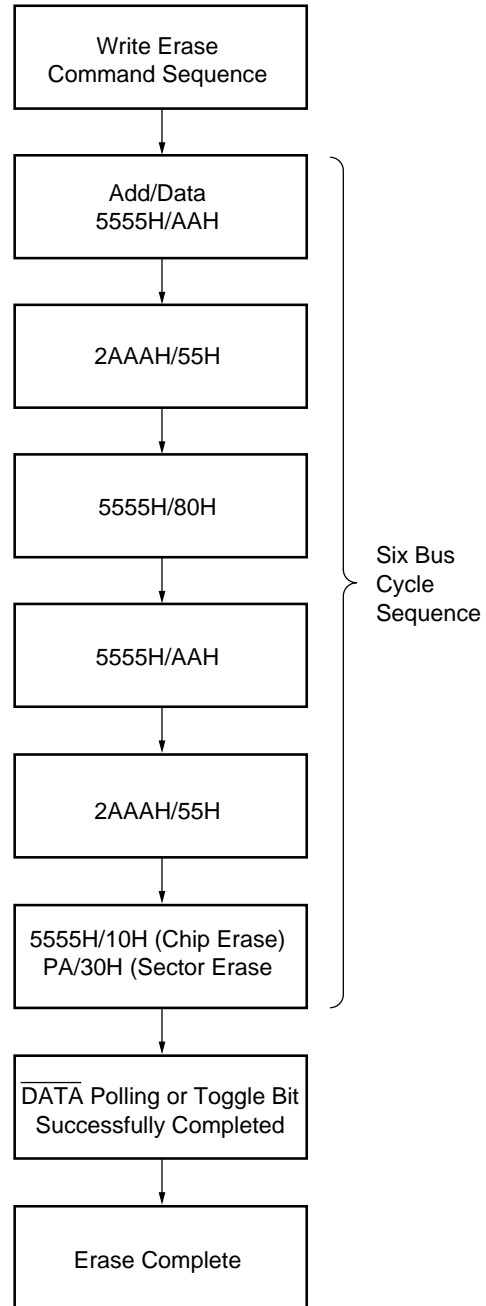 Write Erase
Command Sequence
Add/Data
5555H/AAH
2AAAH/55H
5555H/80H
5555H/AAH
2AAAH/55H
5555H/10H (Chip Erase)
PA/30H (Sector Erase
Six Bus
Cycle
Sequence
DATA Polling or Toggle Bit
Successfully Completed
Erase Complete